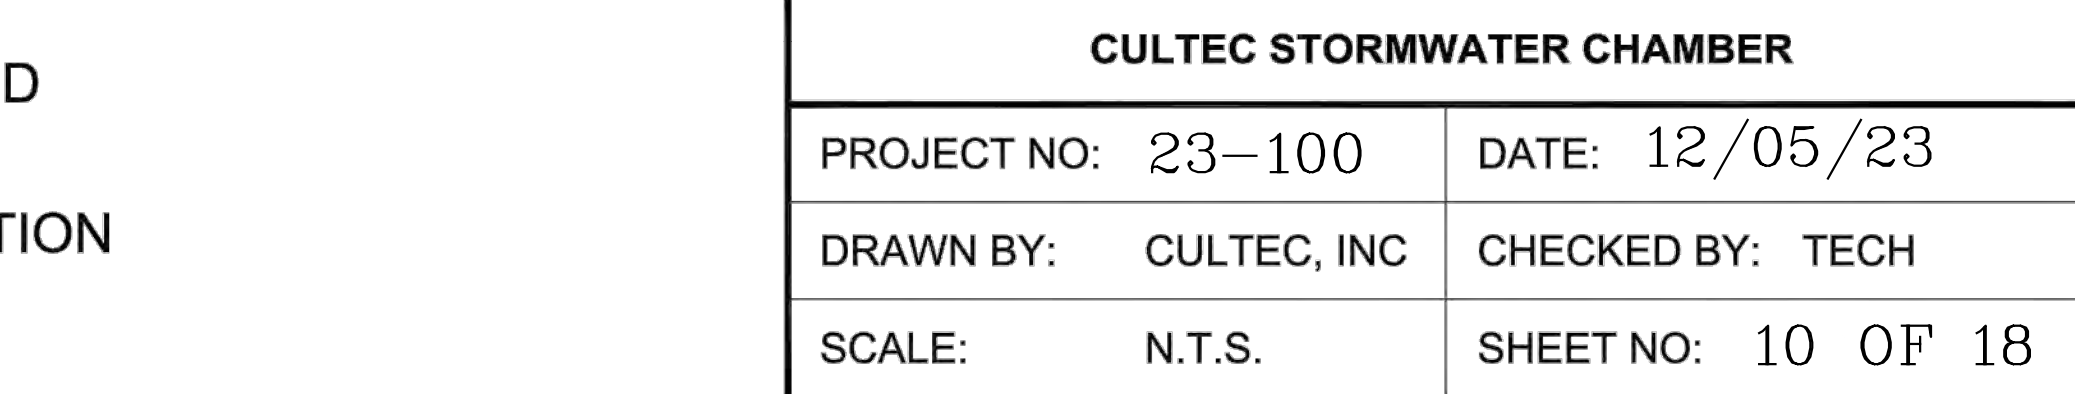 CULTEC STORMWATER CHAMBER
D
PROJECT NO: 23-100 DATE: 12/05/23
TION
DRAWN BY: CULTEC, INC CHECKED BY: TECH
SCALE: N.T.S. SHEET NO: 10 OF 18